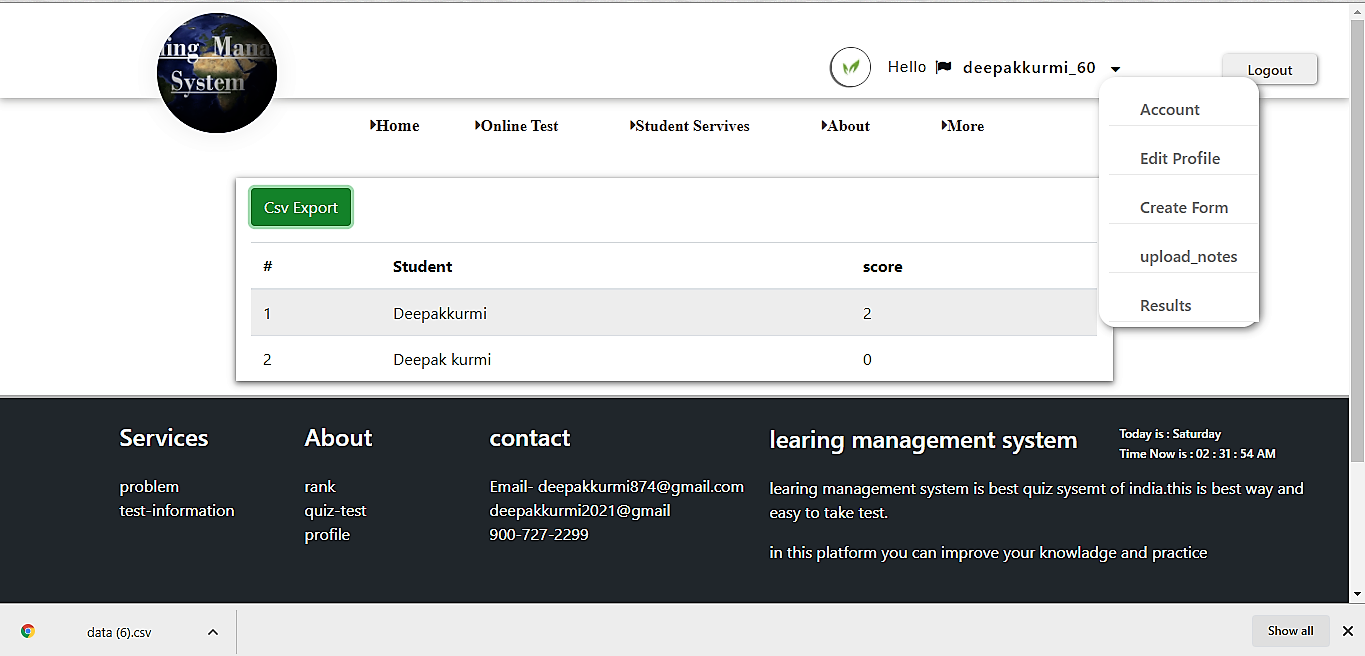 ing Mana
System
Hello deepakkurmi_60
Logout
Home Online Test Student Servives About More
Account
Edit Profile
Create Form
upload_notes
Results
Csv Export
# Student score
1 Deepakkurmi 2
2 Deepak kurmi 0
Services
problem
test-information
About
rank
quiz-test
profile
contact
Email- deepakkurmi874@gmail.com
deepakkurmi2021@gmail
900-727-2299
learing management system
learing management system is best quiz sysemt of india.this is best way and
easy to take test.
in this platform you can improve your knowladge and practice
Today is : Saturday
Time Now is : 02 : 31 : 54 AM
data (6).csv
Show all